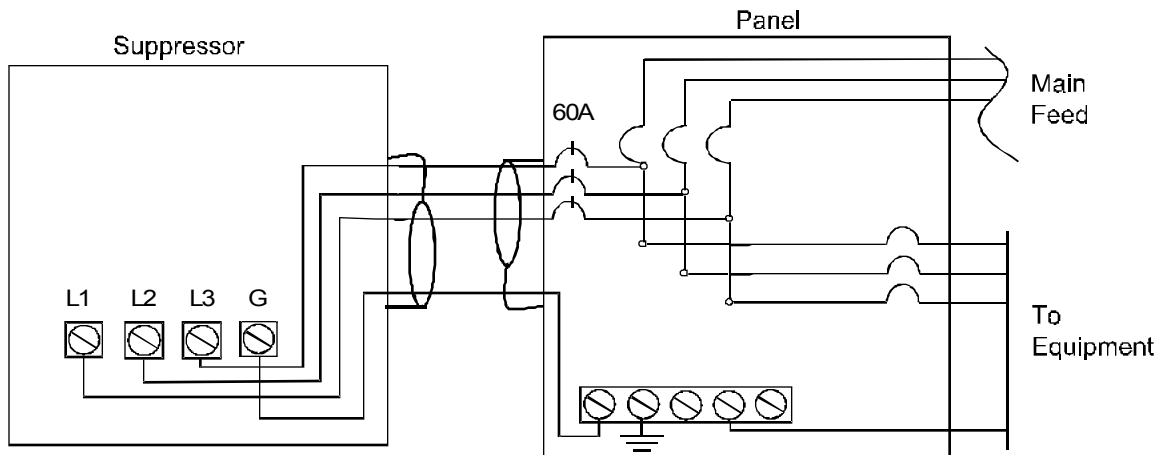 Suppressor
Panel
Main
Feed
60A
L1 L2 L3 G
To
Equipment